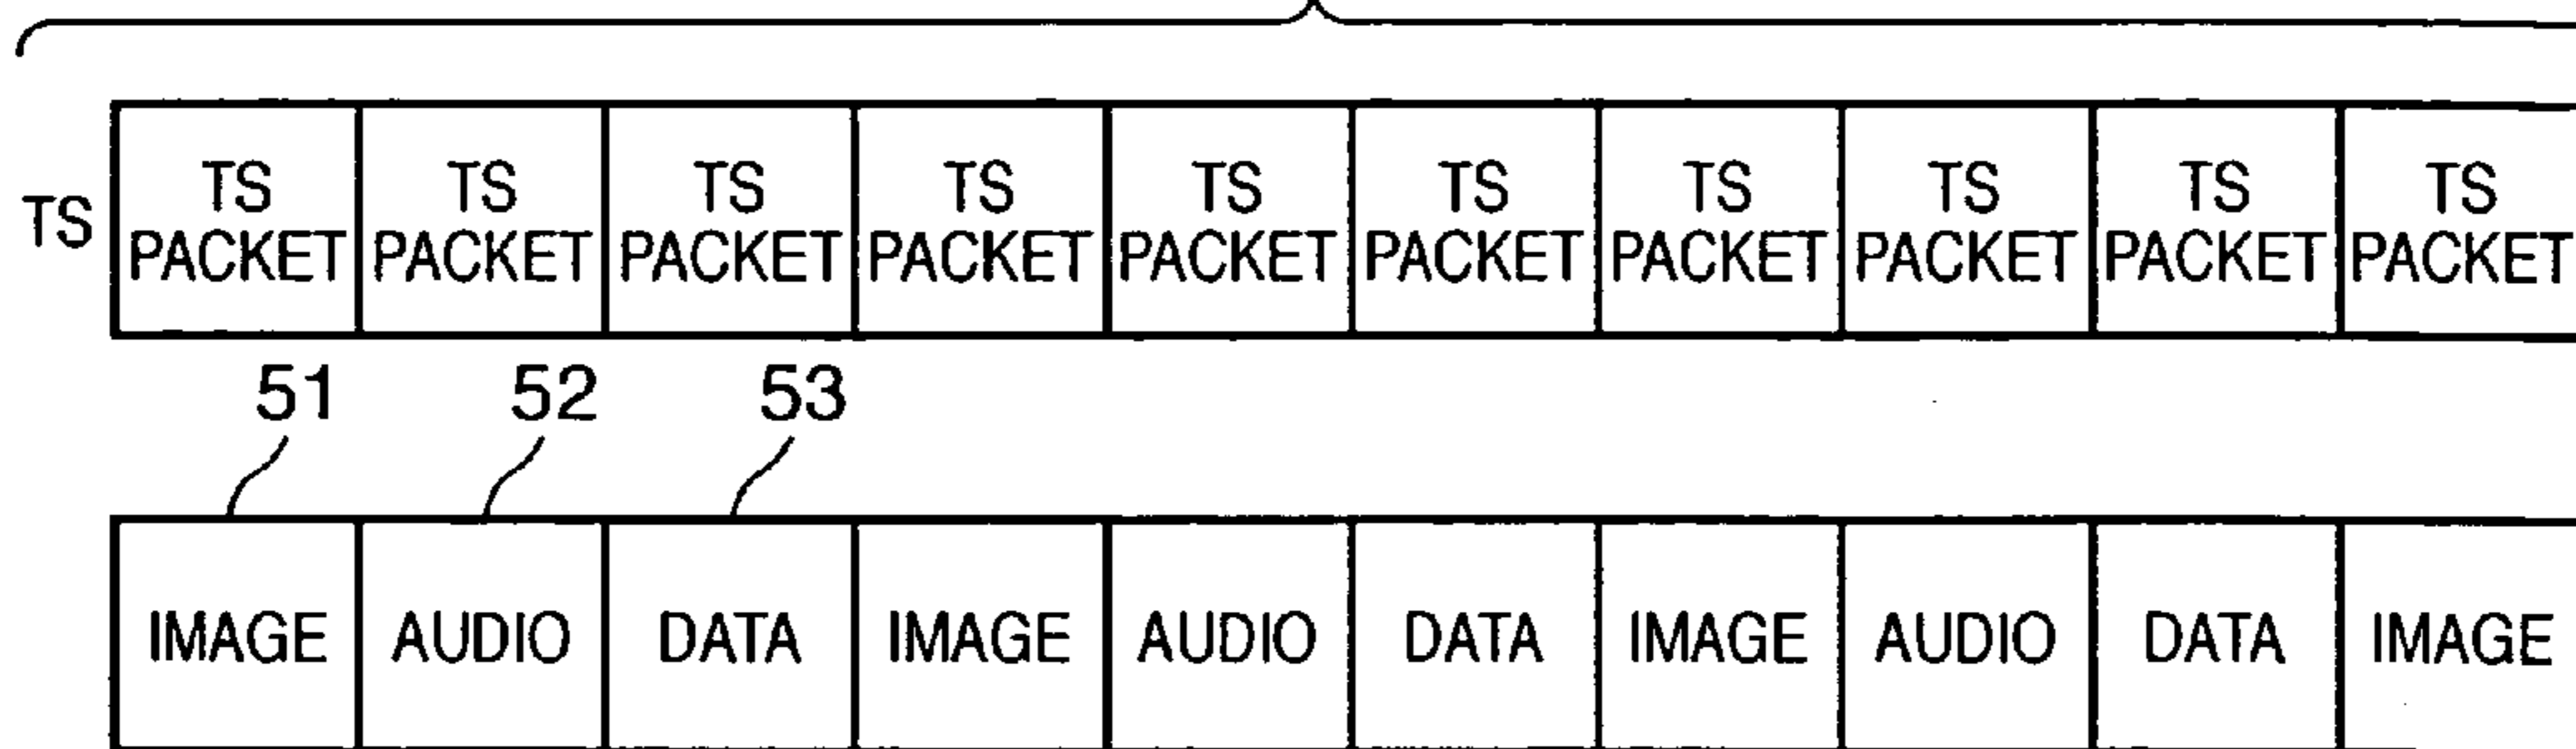 TS TS TS TS TS TS TS TS TS TS
TS
PACKET PACKET PACKET PACKET PACKET PACKET PACKET PACKET PACKET PACKET
51 52 53
IMAGE AUDIO DATA IMAGE AUDIO DATA IMAGE AUDIO DATA IMAGE